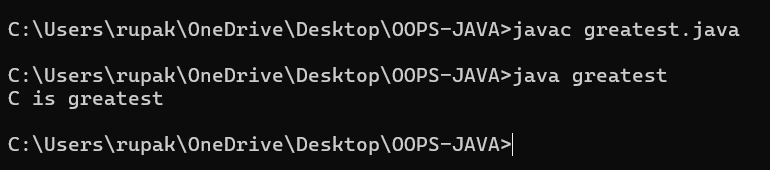 C:\Users\rupak\OneDrive\Desktop\OOPS-JAVA>javac greatest.java
C:\Users\rupak\OneDrive\Desktop\OOPS-JAVA>java greatest
C is greatest
C:\Users\rupak\OneDrive\Desktop\OOPS-JAVA>